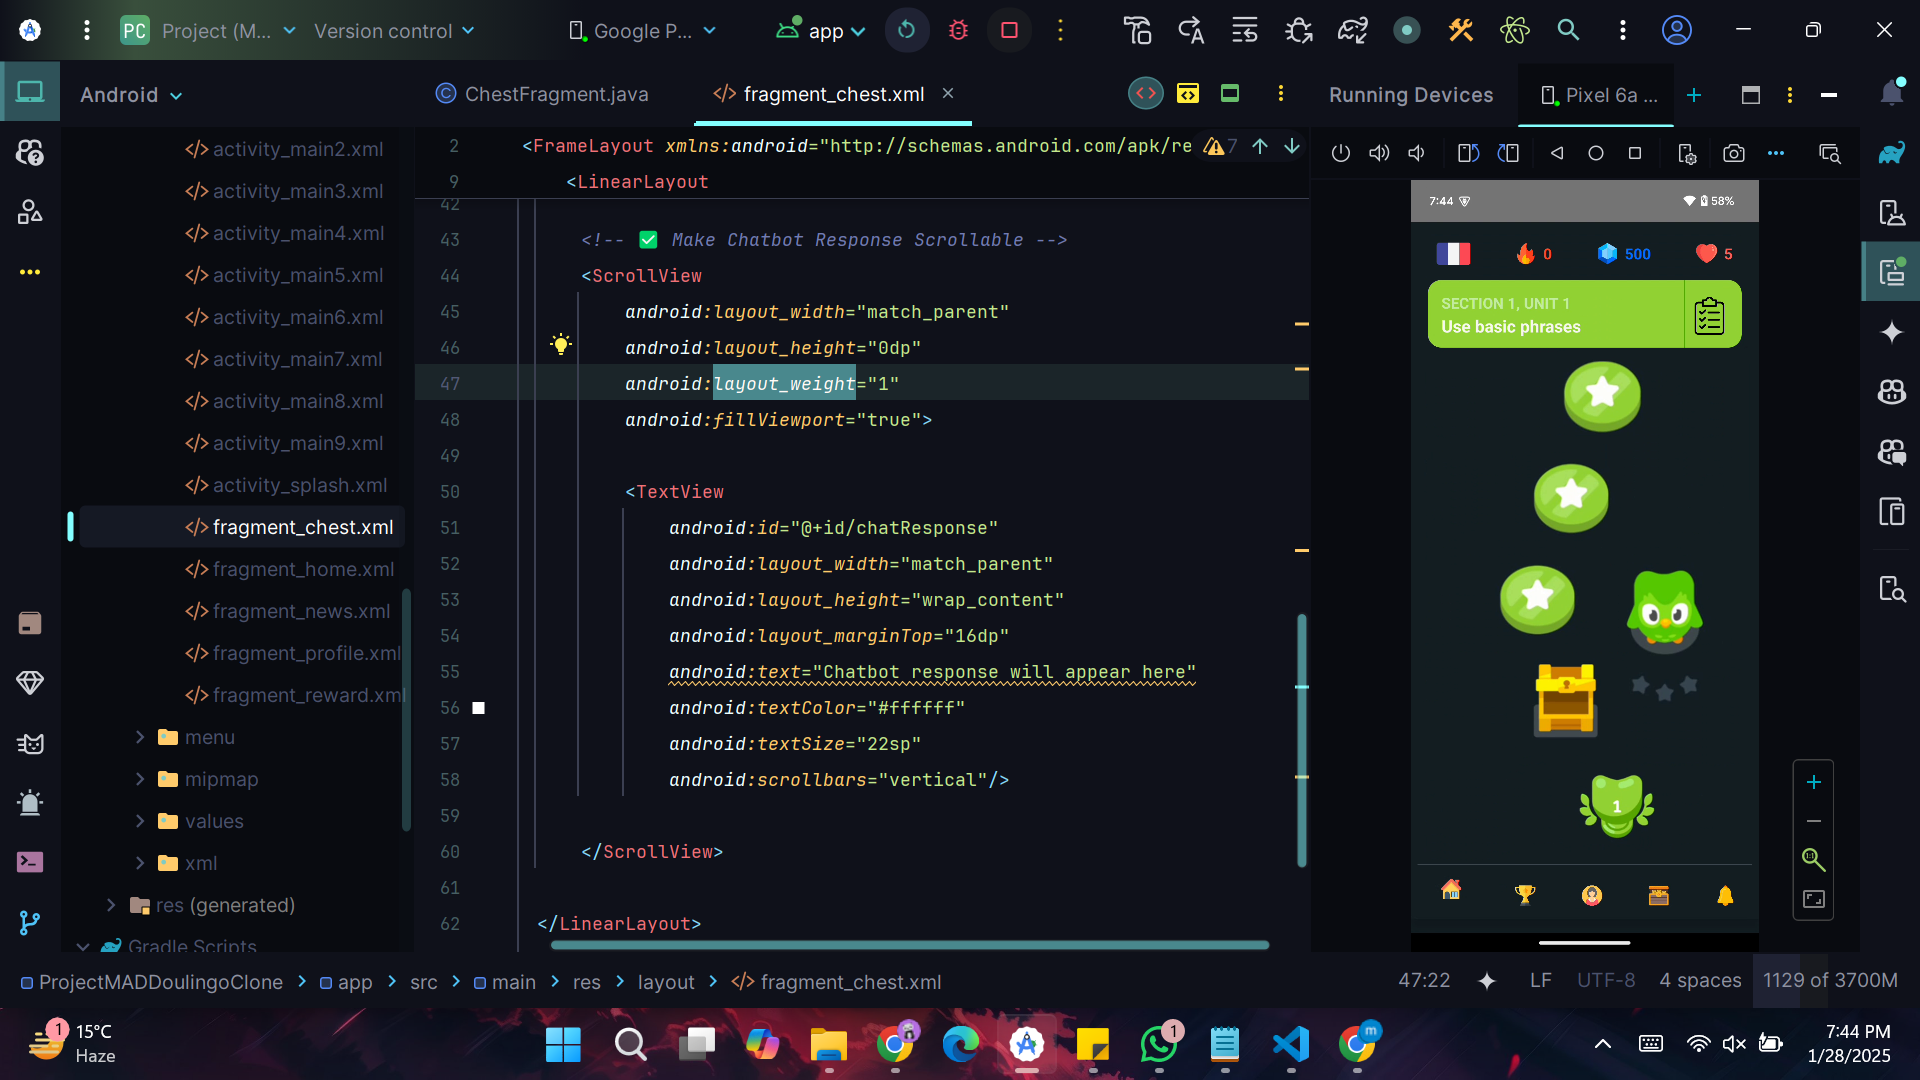 PC Project (M... Version control Google P... app
Android
ChestFragment.java
fragment_chest.xml
Running Devices
Pixel 6a ...
activity_main2.xml
activity_main3.xml
activity_main4.xml
activity_main5.xml
activity_main6.xml
activity_main7.xml
activity_main8.xml
activity_main9.xml
activity_splash.xml
fragment_chest.xml
fragment_home.xml
fragment_news.xml
fragment_profile.xml
fragment_reward.xml
menu
mipmap
values
xml
res (generated)
Gradle Scripts
2 <FrameLayout xmlns:android="http://schemas.android.com/apk/re 7
9 <LinearLayout
42
43 <!-- ✅ Make Chatbot Response Scrollable -->
44 <ScrollView
45 android:layout_width="match_parent"
46 android:layout_height="0dp"
47 android:layout_weight="1"
48 android:fillViewport="true">
49
50 <TextView
51 android:id="@+id/chatResponse"
52 android:layout_width="match_parent"
53 android:layout_height="wrap_content"
54 android:layout_marginTop="16dp"
55 android:text="Chatbot response will appear here"
56 android:textColor="#ffffff"
57 android:textSize="22sp"
58 android:scrollbars="vertical"/>
59
60 </ScrollView>
61
62 </LinearLayout>
7:44 58%
0 500 5
SECTION 1, UNIT 1
Use basic phrases
1
1:1
ProjectMADDoulingoClone > app > src > main > res > layout > fragment_chest.xml
47:22 LF UTF-8 4 spaces 1129 of 3700M
1
15°C
Haze
1
m
7:44 PM
1/28/2025